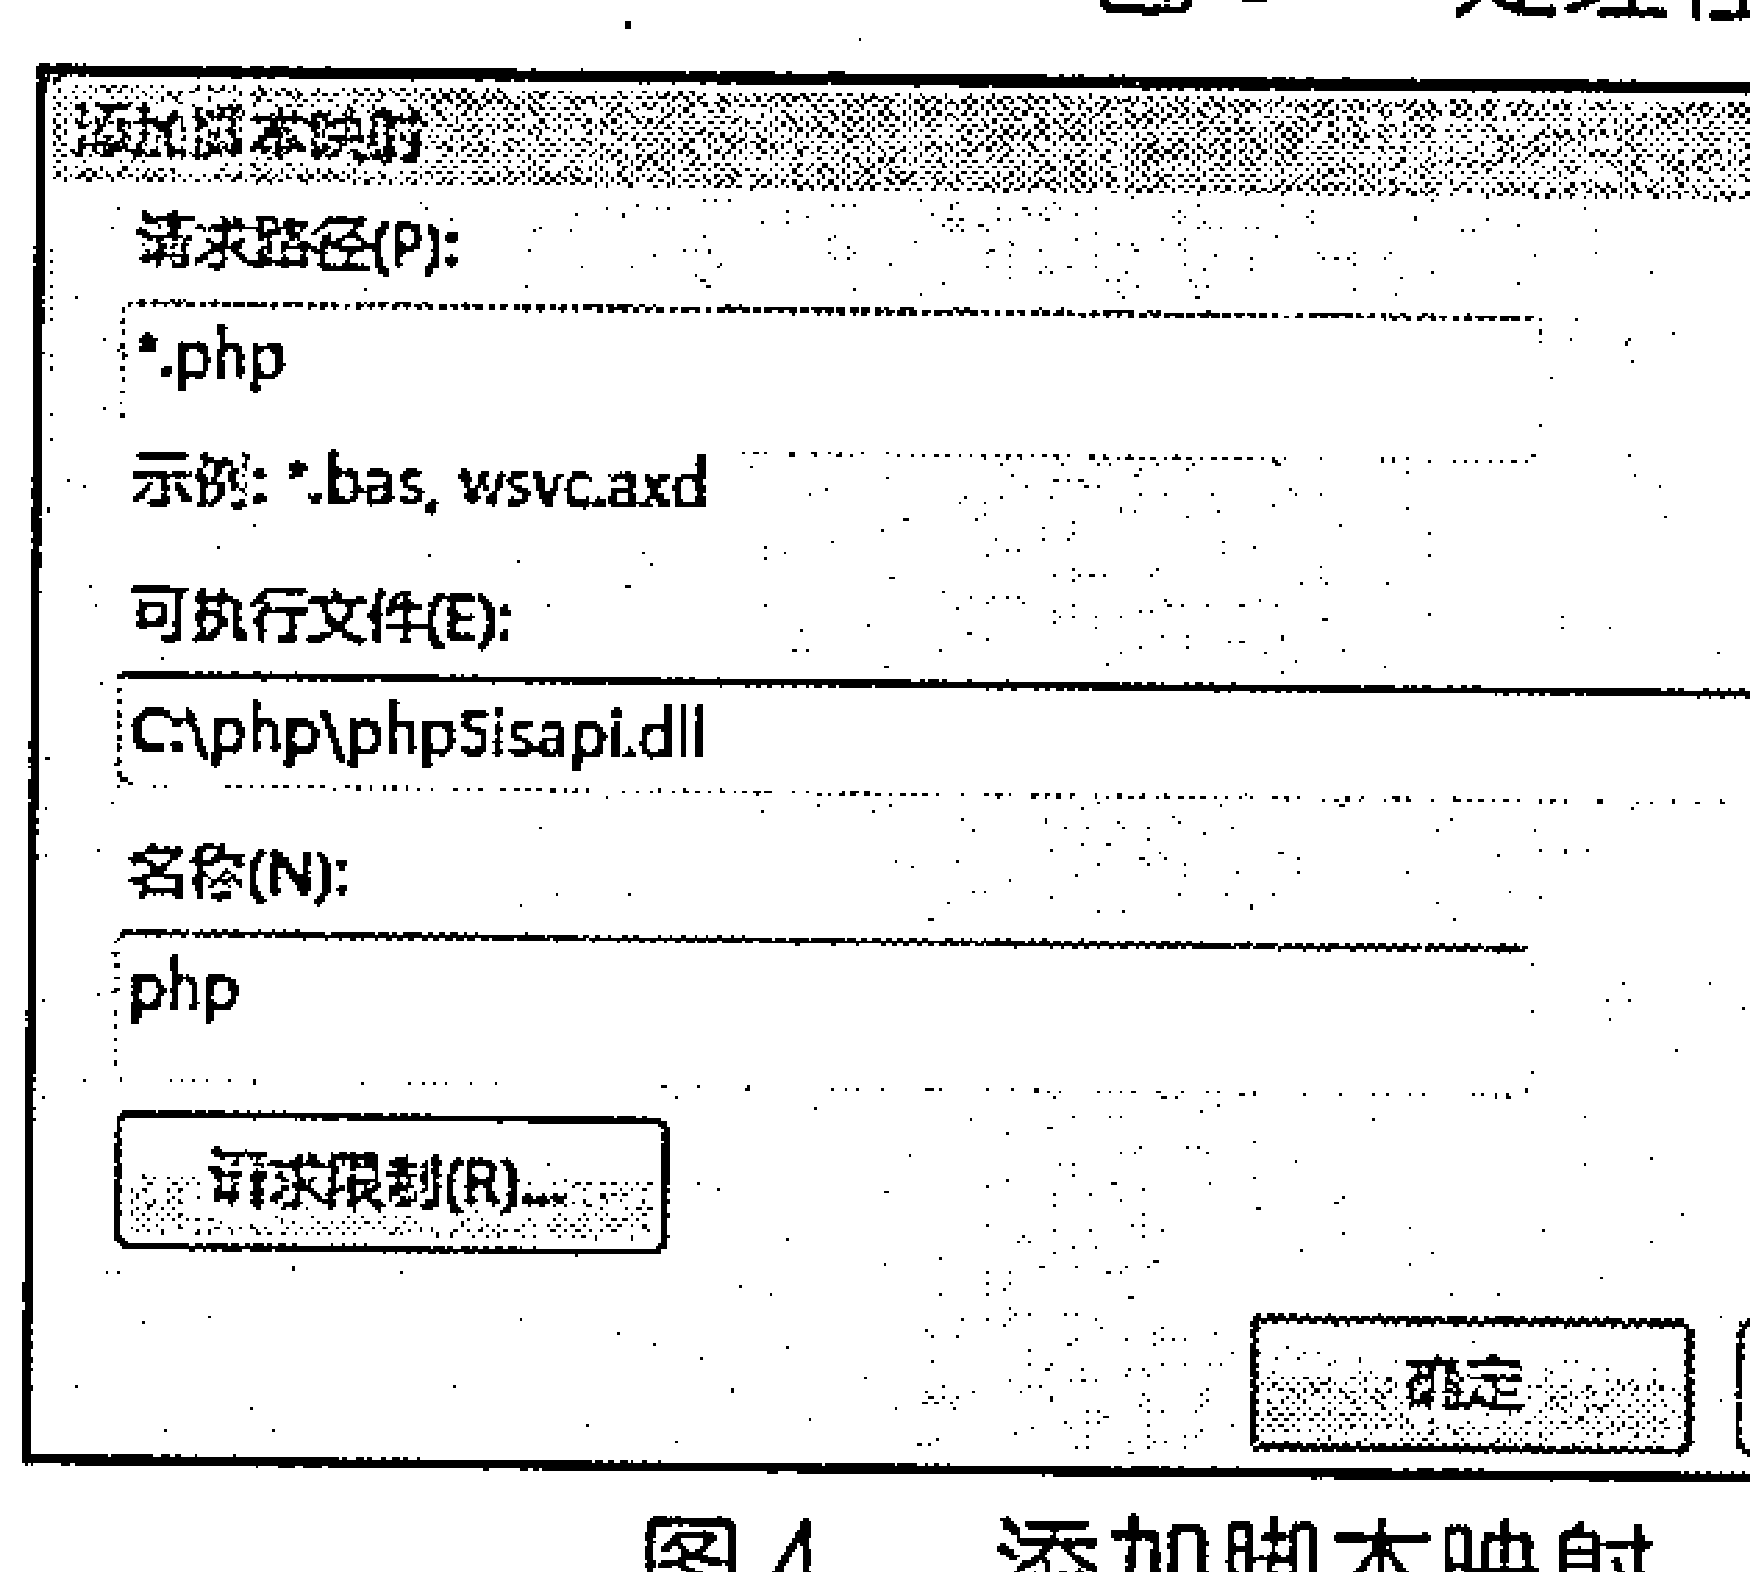 添加脚本映射
请求路径(P):
*.php
示例: *.bas, wsvc.axd
可执行文件(E):
C:\php\php5isapi.dll
名称(N):
php
请求限制(R)...
确定
图 4 添加脚本映射